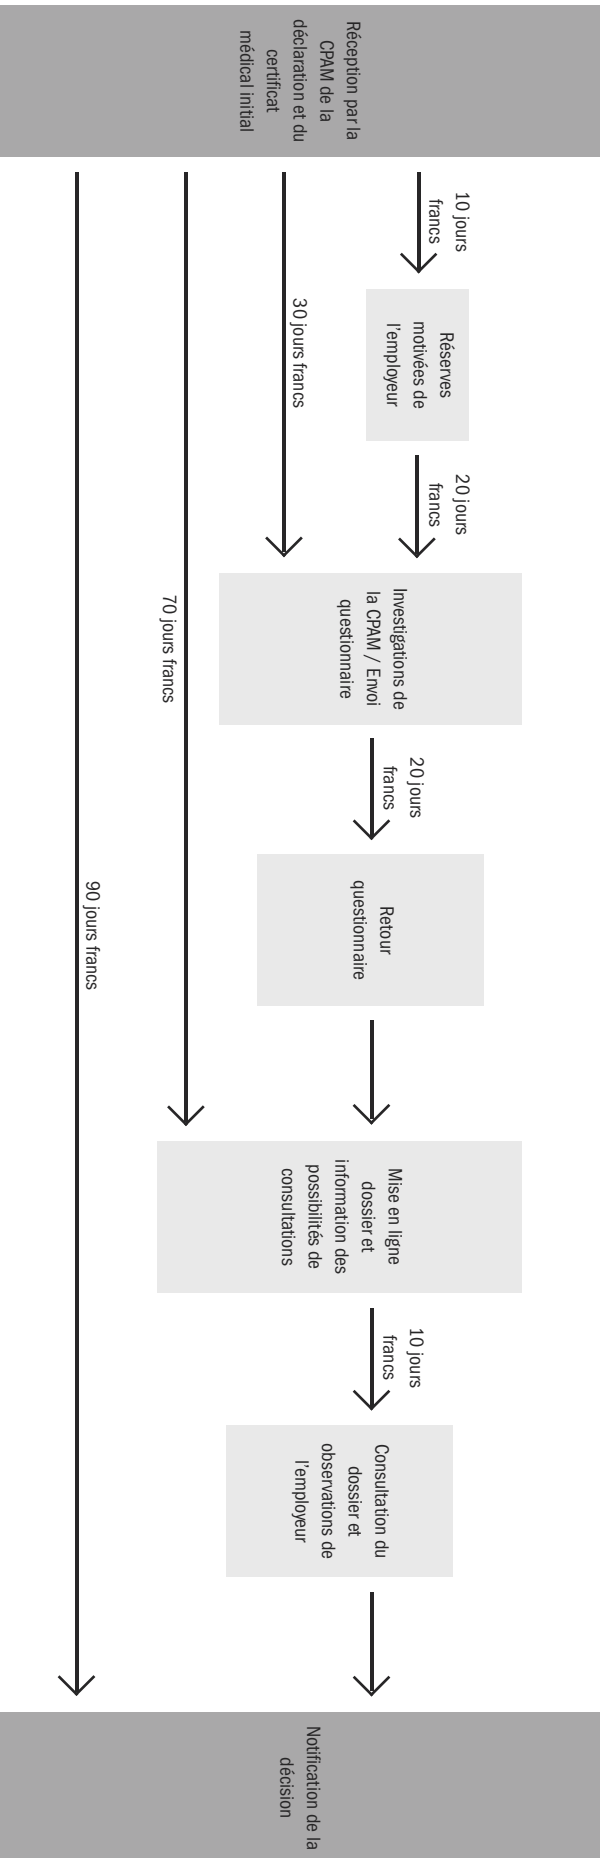 Réception par la
CPAM de la
déclaration et du
certificat
médical initial
10 jours
francs
Réserves
motivées de
l'employeur
20 jours
francs
30 jours francs
Investigations de
la CPAM / Envoi
questionnaire
20 jours
francs
Retour
questionnaire
70 jours francs
Mise en ligne
dossier et
information des
possibilités de
consultations
10 jours
francs
Consultation du
dossier et
observations de
l'employeur
90 jours francs
Notification de la
décision